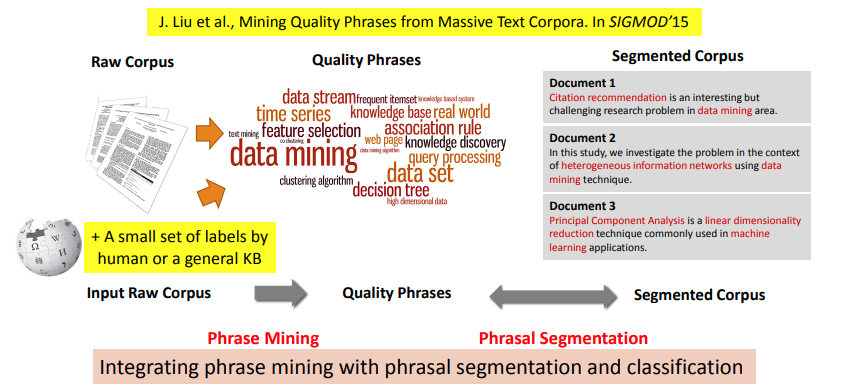 J. Liu et al., Mining Quality Phrases from Massive Text Corpora. In SIGMOD'15
Raw Corpus
Quality Phrases
Segmented Corpus
data stream
frequent itemset
knowledge based system
time series
knowledge base
real world
text mining
feature selection
association rule
co clustering
web page
knowledge discovery
data mining
data mining algorithm
query processing
data set
clustering algorithm
decision tree
high dimensional data
Document 1
Citation recommendation is an interesting but
challenging research problem in data mining area.
Document 2
In this study, we investigate the problem in the context
of heterogeneous information networks using data
mining technique.
Document 3
Principal Component Analysis is a linear dimensionality
reduction technique commonly used in machine
learning applications.
+ A small set of labels by
human or a general KB
Input Raw Corpus
Quality Phrases
Segmented Corpus
Phrase Mining
Phrasal Segmentation
Integrating phrase mining with phrasal segmentation and classification